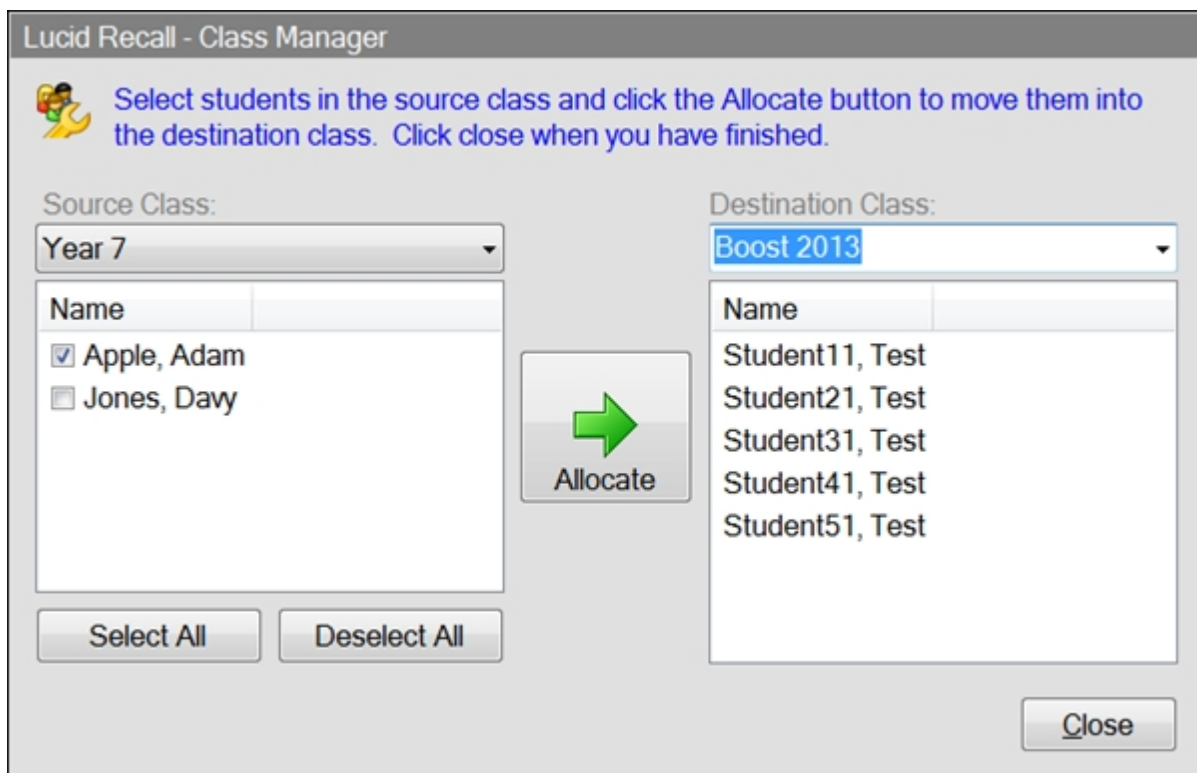 Lucid Recall - Class Manager
Select students in the source class and click the Allocate button to move them into
the destination class.  Click close when you have finished.
Source Class:
Year 7
Name
Apple, Adam
Jones, Davy
Select All
Deselect All
Allocate
Destination Class:
Boost 2013
Name
Student11, Test
Student21, Test
Student31, Test
Student41, Test
Student51, Test
Close